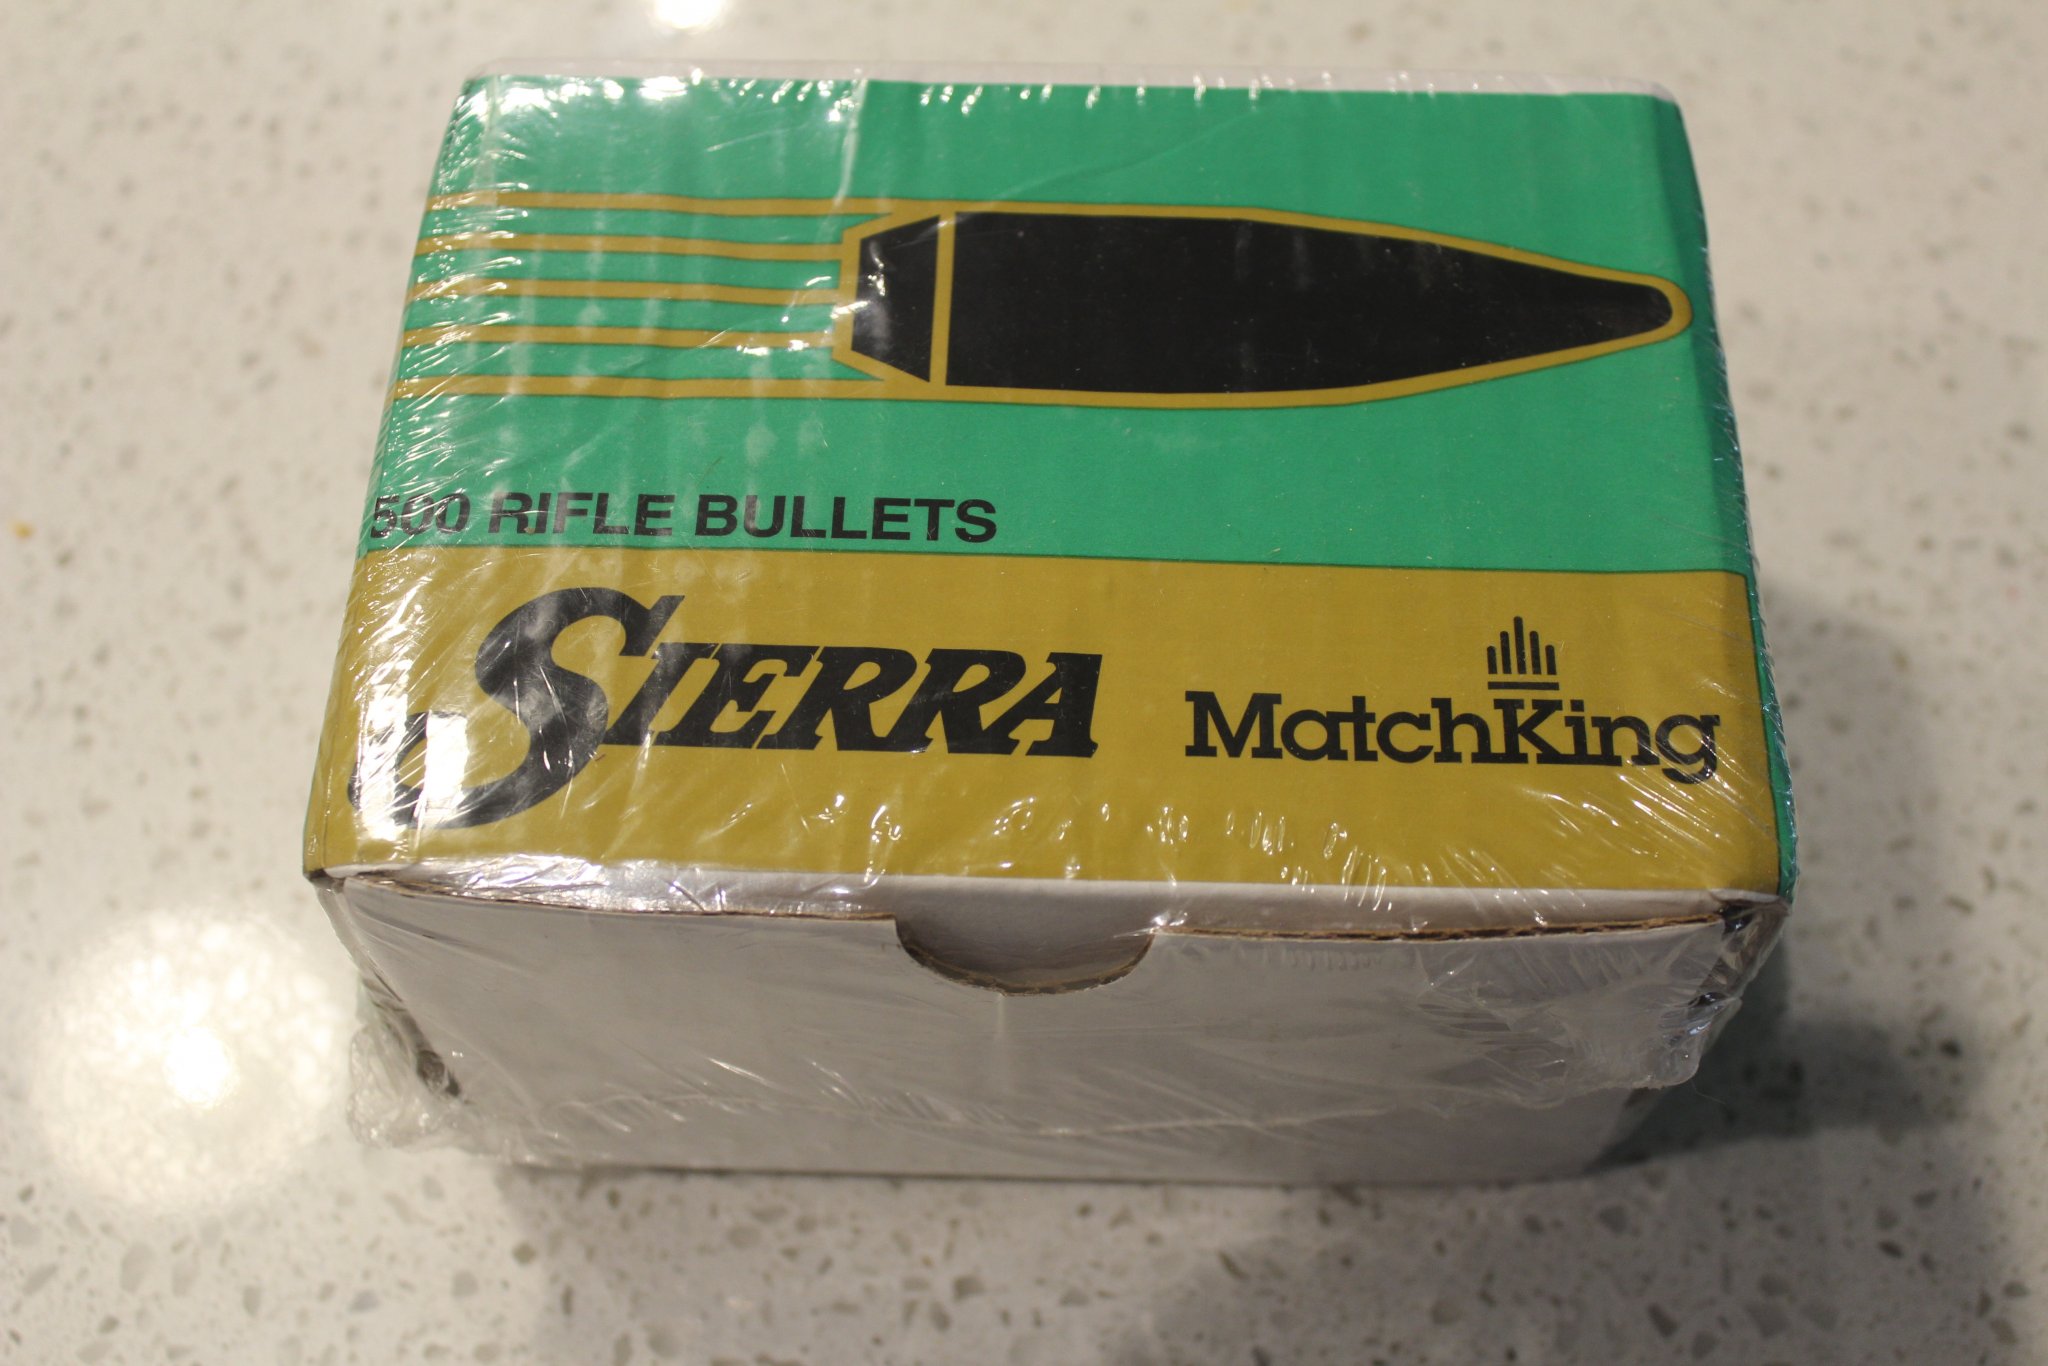 500 RIFLE BULLETS
SIERRA MatchKing